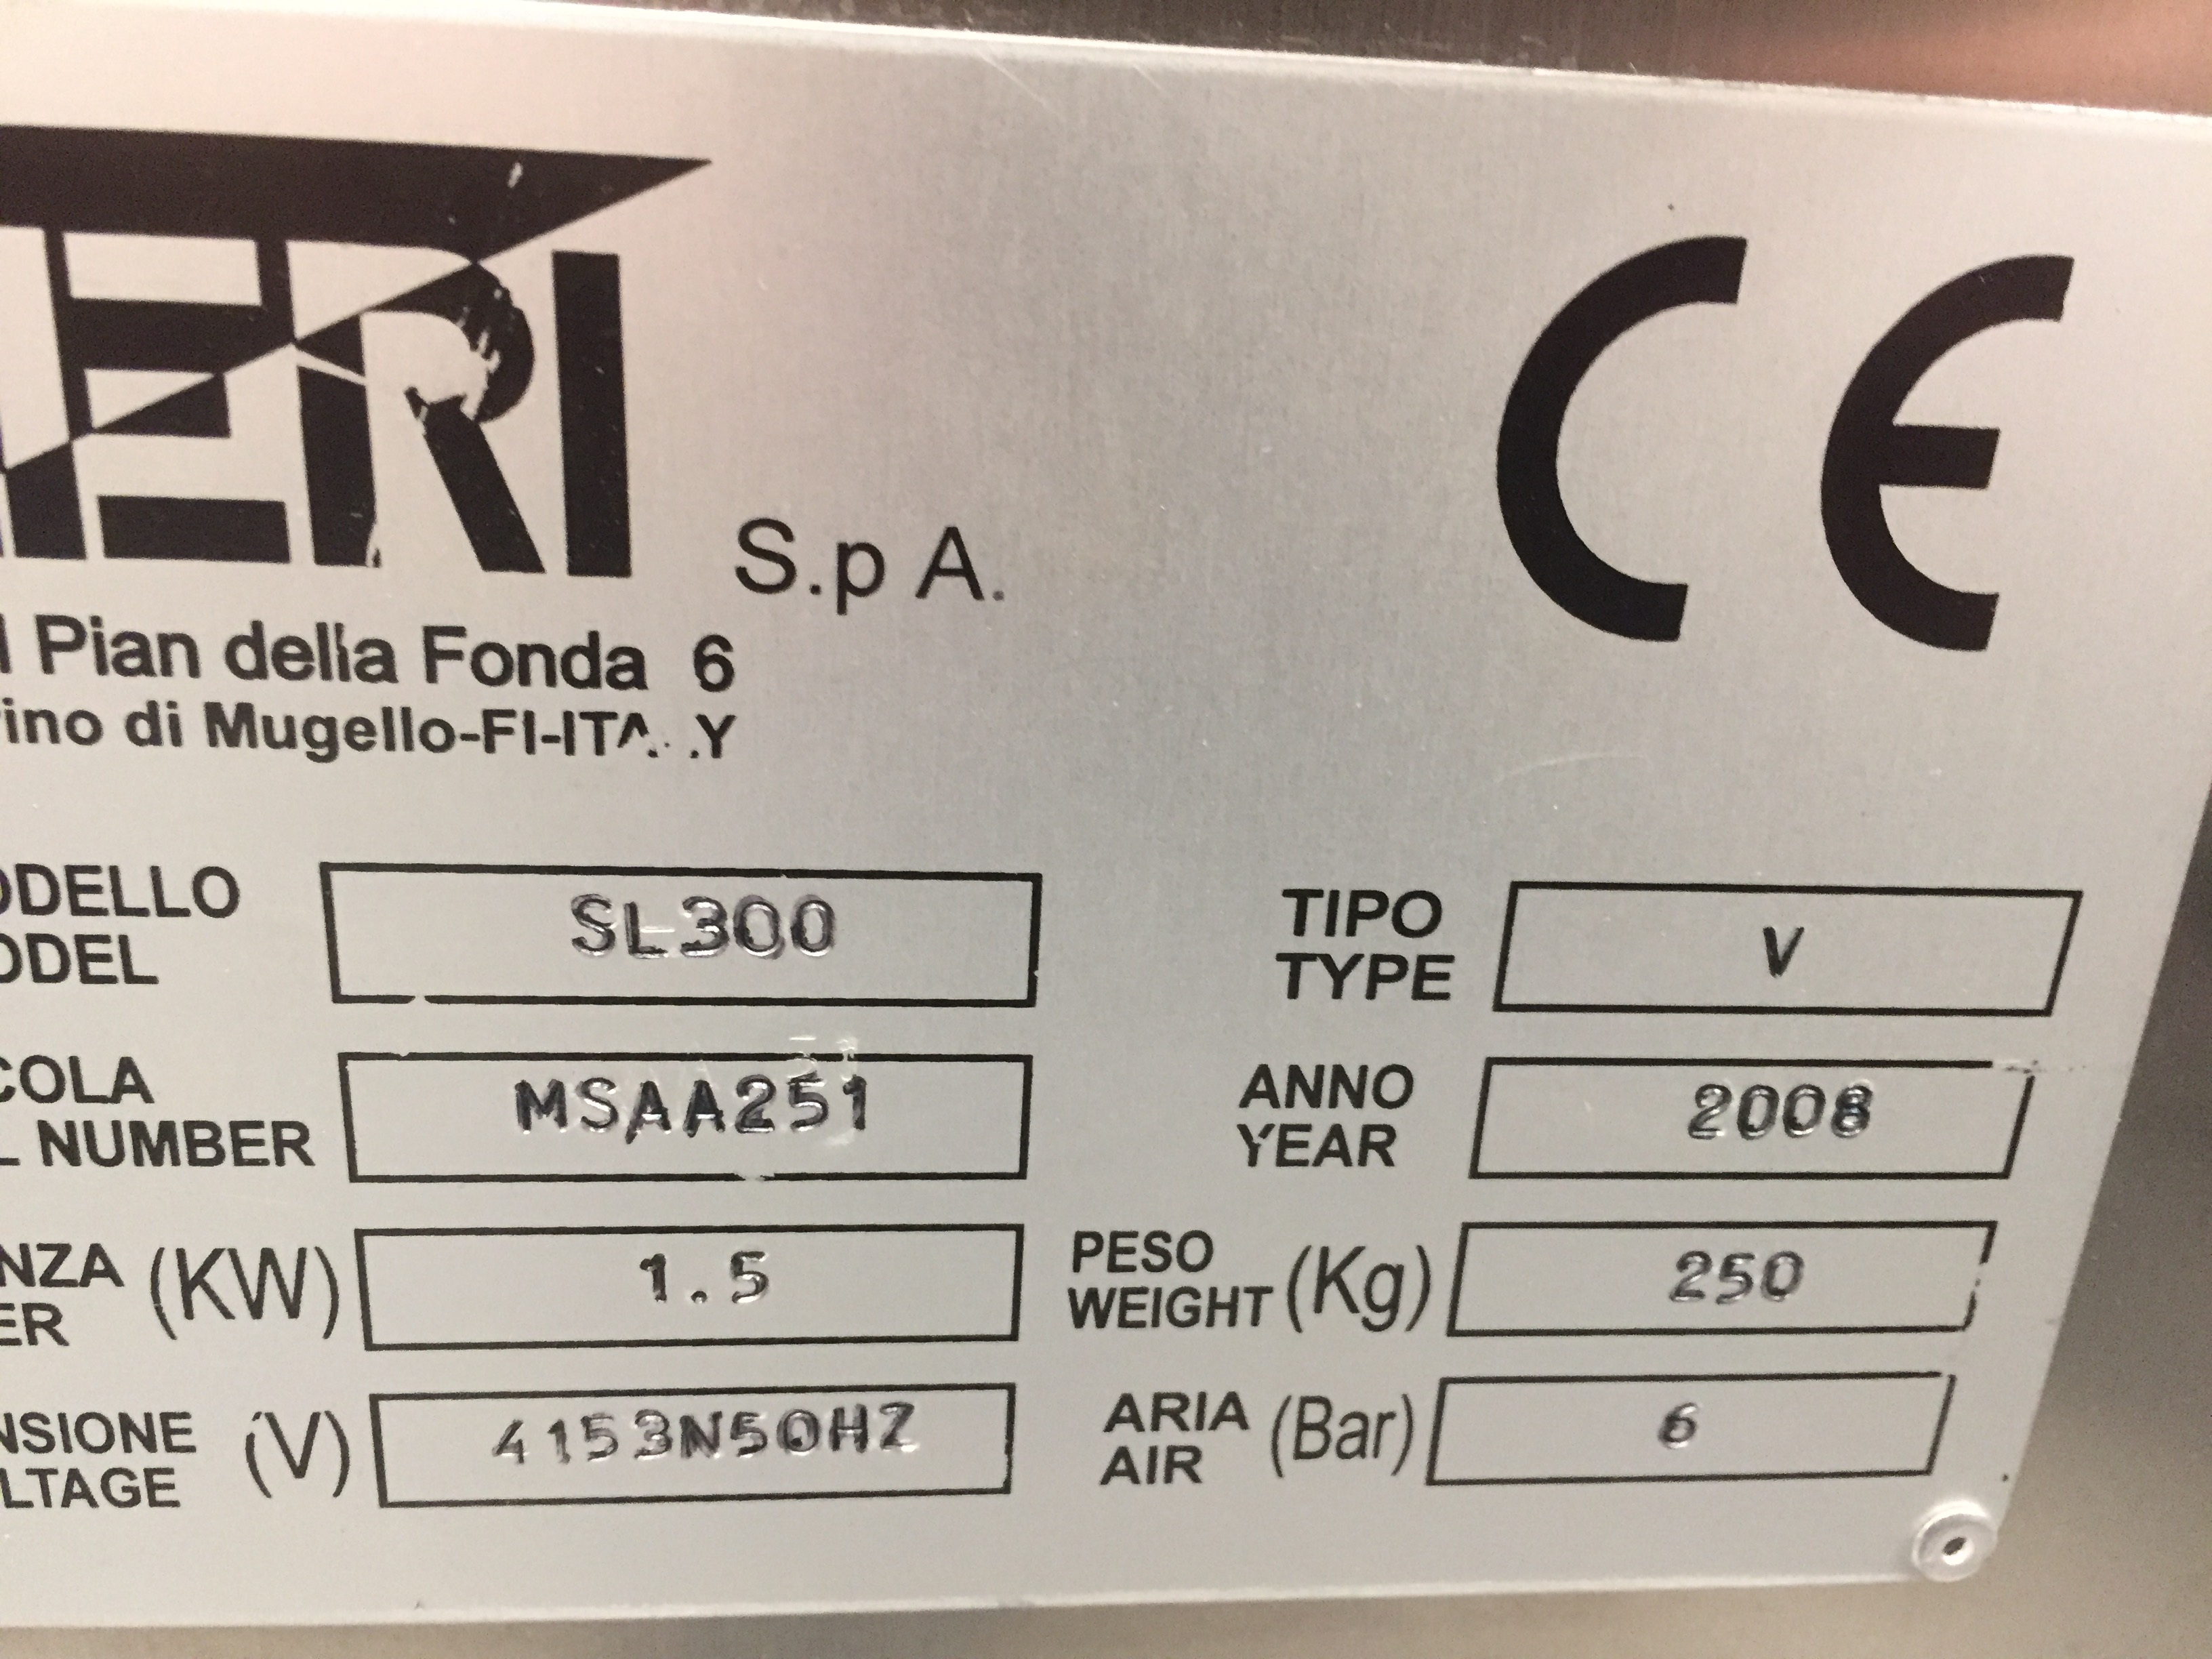 ERI S.p A.
l Pian della Fonda 6
ino di Mugello-FI-ITALY
ODELLO
ODEL
SL300
TIPO
TYPE
V
COLA
L NUMBER
MSAA251
ANNO
YEAR
2008
NZA
ER
(KW)
1.5
PESO
WEIGHT
(Kg)
250
NSIONE
LTAGE
(V)
4153N50HZ
ARIA
AIR
(Bar)
6
CE